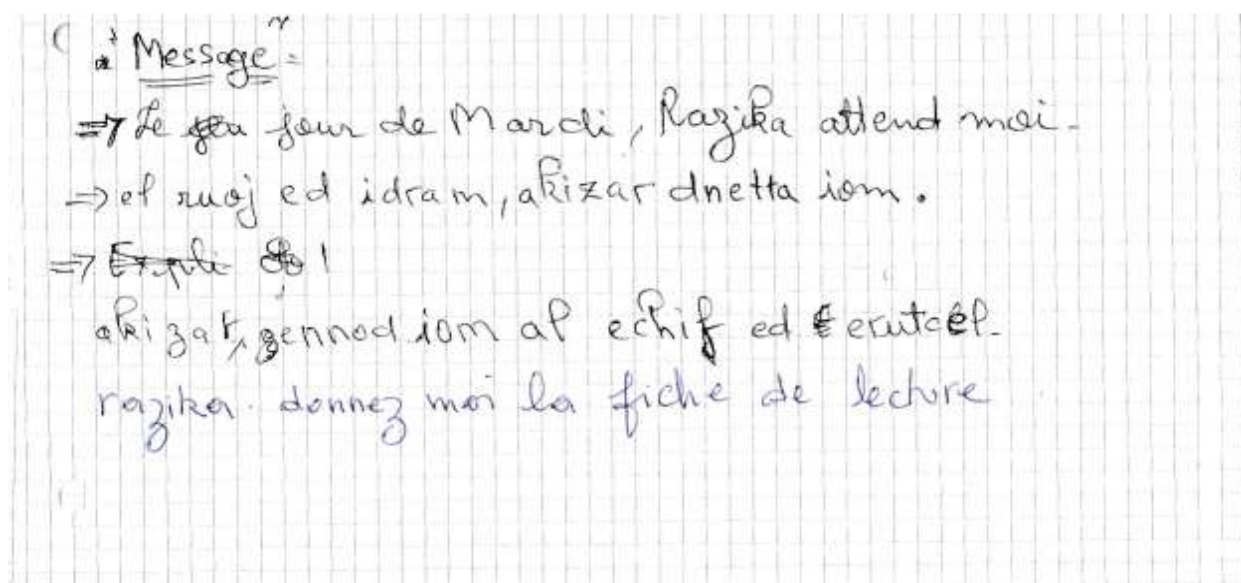 "Message"
⇒ Le jour de Mardi, Razika attend moi.
⇒ el ruoj ed idram, akizar dnetta iom.
⇒
akizar, zennod iom al echif ed erutcel.
razika. donnez moi la fiche de lecture